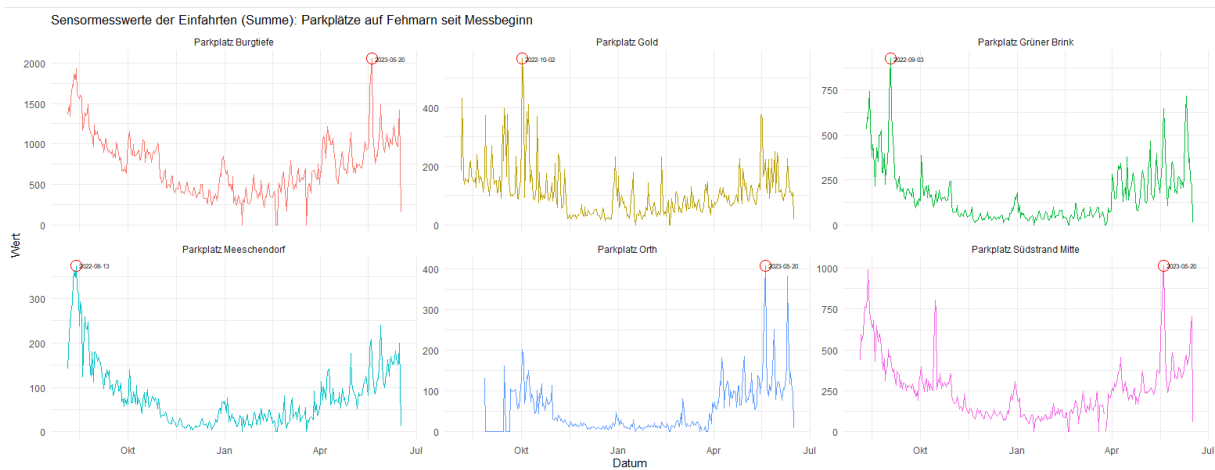 Sensormesswerte der Einfahrten (Summe): Parkplätze auf Fehmarn seit Messbeginn
Parkplatz Burgtiefe
Parkplatz Gold
Parkplatz Grüner Brink
2023-05-20
2022-10-02
2022-09-03
2000
1500
1000
500
0
400
200
0
750
500
250
0
Wert
Parkplatz Meeschendorf
Parkplatz Orth
Parkplatz Südstrand Mitte
2022-08-13
2023-05-20
2023-05-20
300
200
100
0
400
300
200
100
0
1000
750
500
250
0
Okt Jan Apr Jul
Okt Jan Apr Jul
Okt Jan Apr Jul
Datum